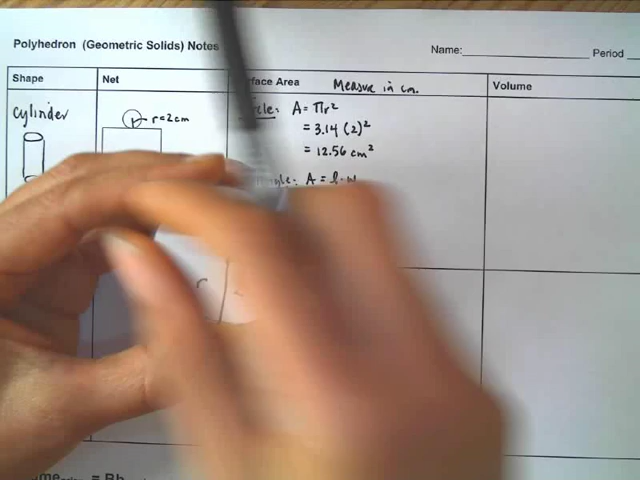 Polyhedron (Geometric Solids) Notes
Name: Period
Shape
Net
Area
Volume
Measure in cm.
cylinder
r=2cm
A = πr²
= 3.14 (2)²
= 12.56 cm²
A = l·w
r
= Bh